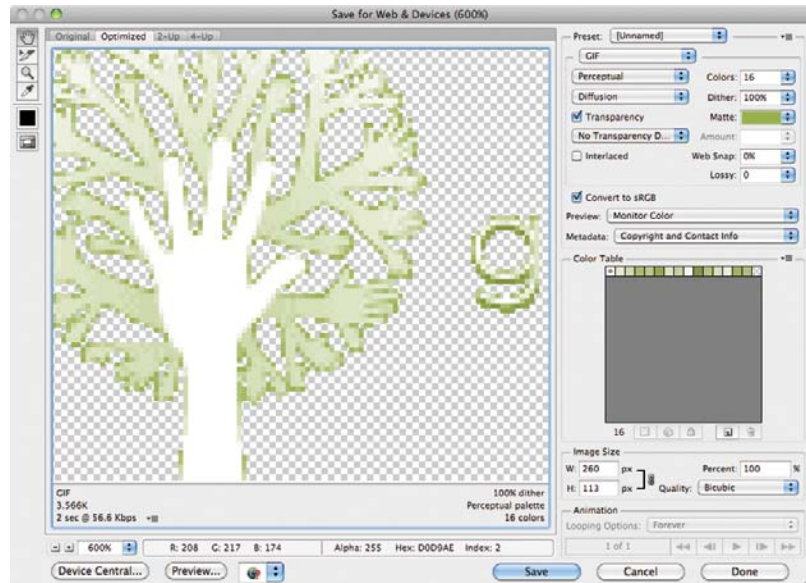 Save for Web & Devices (600%)
Original Optimized 2-Up 4-Up
Preset: [Unnamed]
GIF
Perceptual Colors: 16
Diffusion Dither: 100%
Transparency Matte:
No Transparency D... Amount:
Interlaced Web Snap: 0%
Lossy: 0
Convert to sRGB
Preview: Monitor Color
Metadata: Copyright and Contact Info
Color Table
g
16
Image Size
W: 260 px Percent: 100 %
H: 113 px Quality: Bicubic
GIF 100% dither
3.566K Perceptual palette
2 sec @ 56.6 Kbps 16 colors
Animation
Looping Options: Forever
600% R: 208 G: 217 B: 174 Alpha: 255 Hex: D0D9AE Index: 2
1 of 1
Device Central... Preview... Save Cancel Done